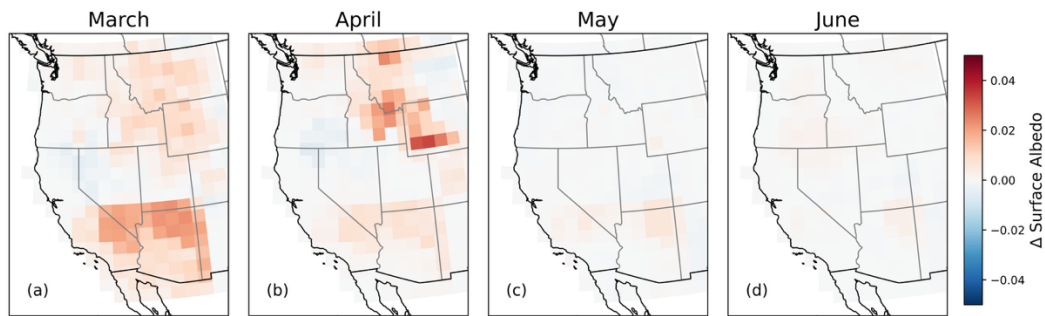 March
April
May
June
(a)
(b)
(c)
(d)
0.04
0.02
0.00
−0.02
−0.04
Δ Surface Albedo